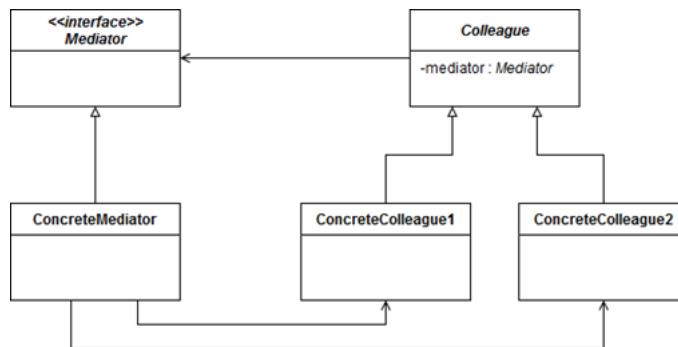 <<interface>>
Mediator
Colleague
-mediator : Mediator
ConcreteMediator
ConcreteColleague1
ConcreteColleague2